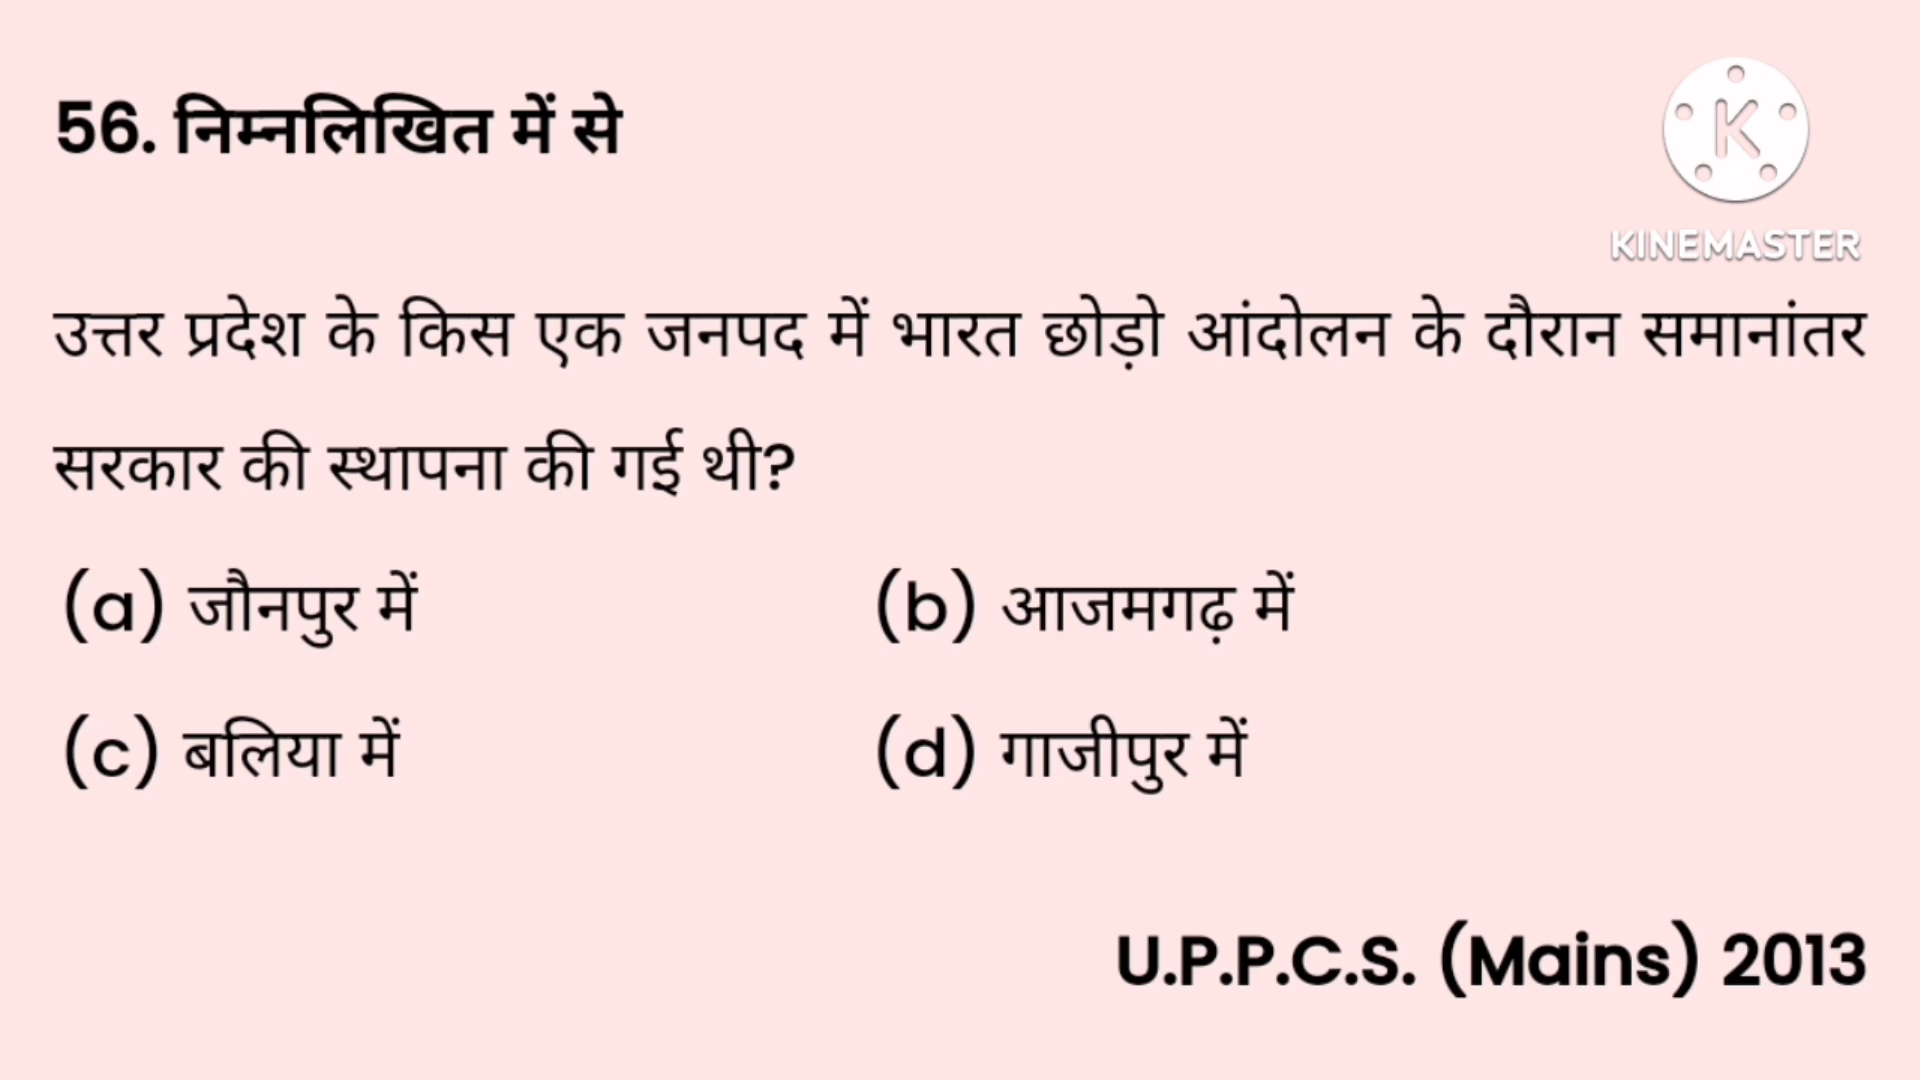 56. निम्नलिखित में से
KINEMASTER
उत्तर प्रदेश के किस एक जनपद में भारत छोड़ो आंदोलन के दौरान समानांतर
सरकार की स्थापना की गई थी?
(a) जौनपुर में (b) आजमगढ़ में
(c) बलिया में (d) गाजीपुर में
U.P.P.C.S. (Mains) 2013